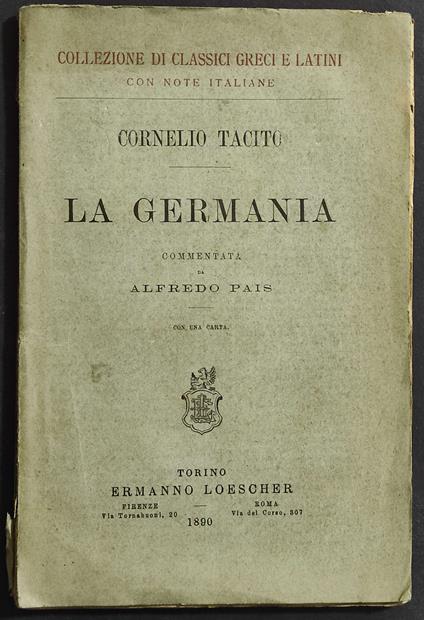 COLLEZIONE DI CLASSICI GRECI E LATINI
CON NOTE ITALIANE
CORNELIO TACITO
LA GERMANIA
COMMENTATA
DA
ALFREDO PAIS
CON UNA CARTA.
TORINO
ERMANNO LOESCHER
FIRENZE — ROMA
Via Tornabuoni, 20 Via del Corso, 307
1890